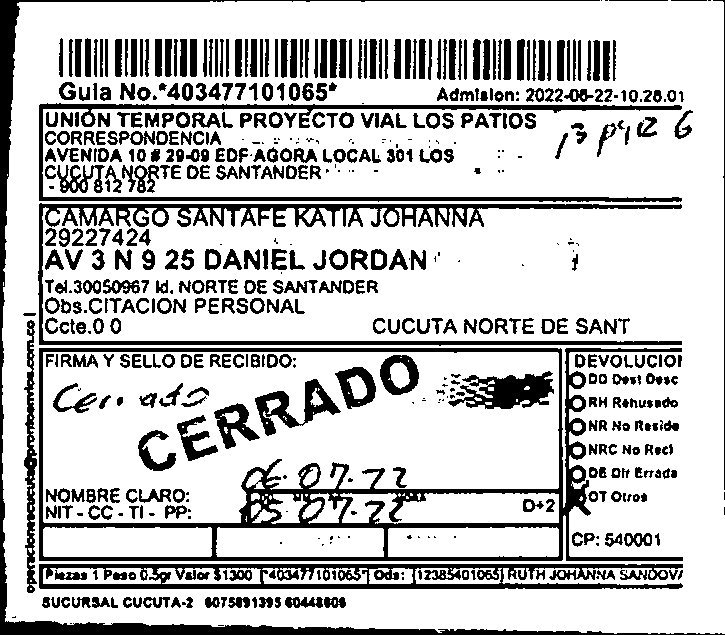 Guia No.*403477101065*
Admision: 2022-06-22-10.26.01
UNIÓN TEMPORAL PROYECTO VIAL LOS PATIOS
CORRESPONDENCIA
AVENIDA 10 # 29-09 EDF AGORA LOCAL 301 LOS
CUCUTA NORTE DE SANTANDER
- 900 812 782
CAMARGO SANTAFE KATIA JOHANNA
29227424
AV 3 N 9 25 DANIEL JORDAN
Tel.30050967 Id. NORTE DE SANTANDER
Obs.CITACION PERSONAL
Ccte.0 0
CUCUTA NORTE DE SANT
FIRMA Y SELLO DE RECIBIDO:
Cerrado
CERRADO
06-07-22
NOMBRE CLARO:
NIT - CC - TI - PP:
05-07-22
D+2
DEVOLUCIO
DD Dest Desc
RH Rehusado
NR No Reside
NRC No Recl
DE Dir Errada
OT Otros
CP: 540001
Piezas 1 Peso 0.5gr Valor $1300 [*403477101065*] Ods: [12385401065] RUTH JOHANNA SANDOVA
SUCURSAL CUCUTA-2 6075891395 60448606
operacionescucuta@prontoenvios.com.co